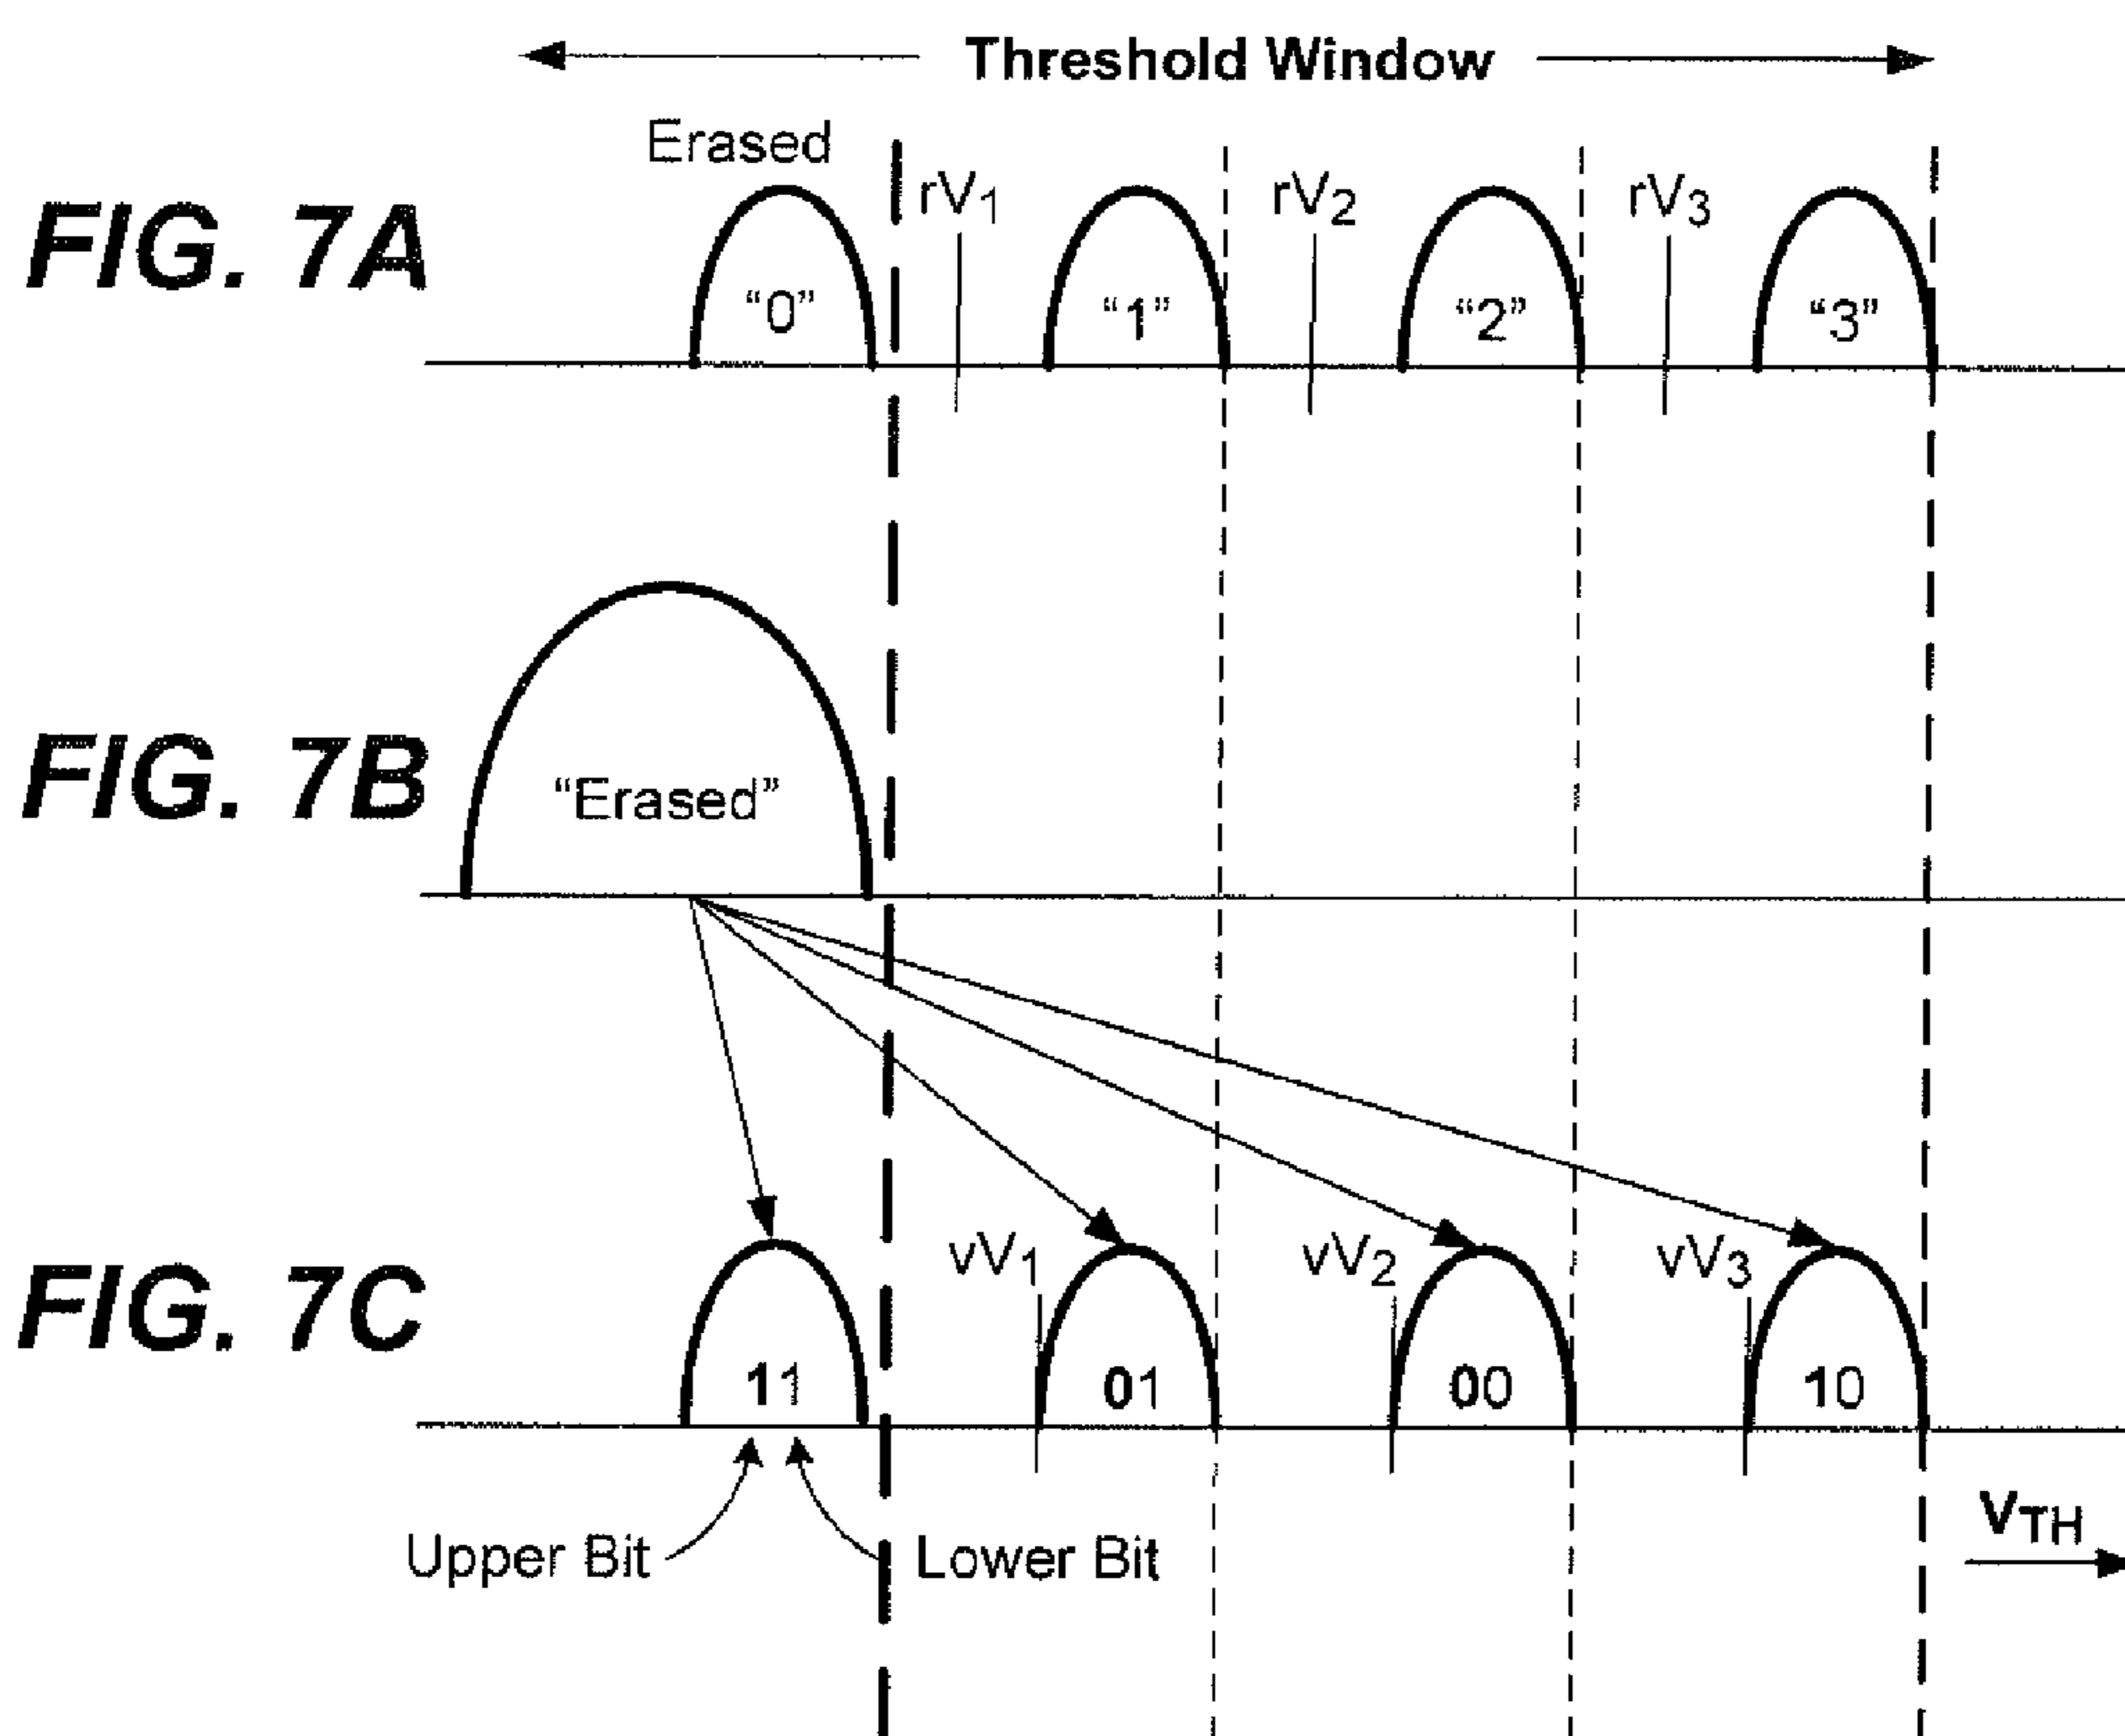 Threshold Window
Erased
FIG. 7A
rV1
rV2
rV3
“0”
“1”
“2”
“3”
FIG. 7B
“Erased”
FIG. 7C
vV1
vV2
vV3
11
01
00
10
Upper Bit
Lower Bit
VTH